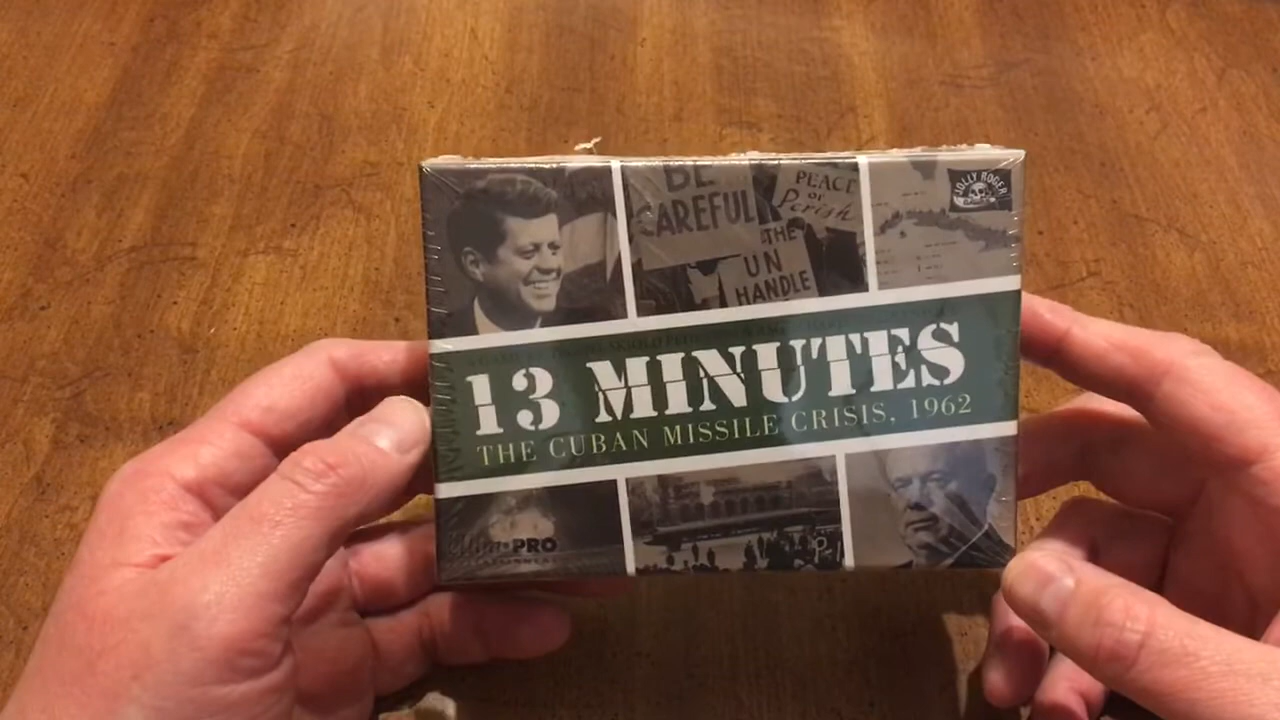 BE
CAREFUL
PEACE
or
Perish
THE
UN
HANDLE
JOLLY ROGER
13 MINUTES
THE CUBAN MISSILE CRISIS, 1962
PRO